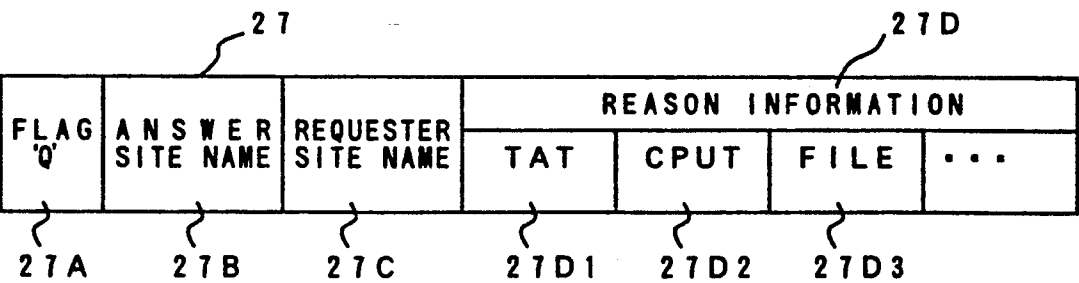 27
27D
FLAG 'Q'
ANSWER SITE NAME
REQUESTER SITE NAME
REASON INFORMATION
TAT
CPUT
FILE
...
27A
27B
27C
27D1
27D2
27D3